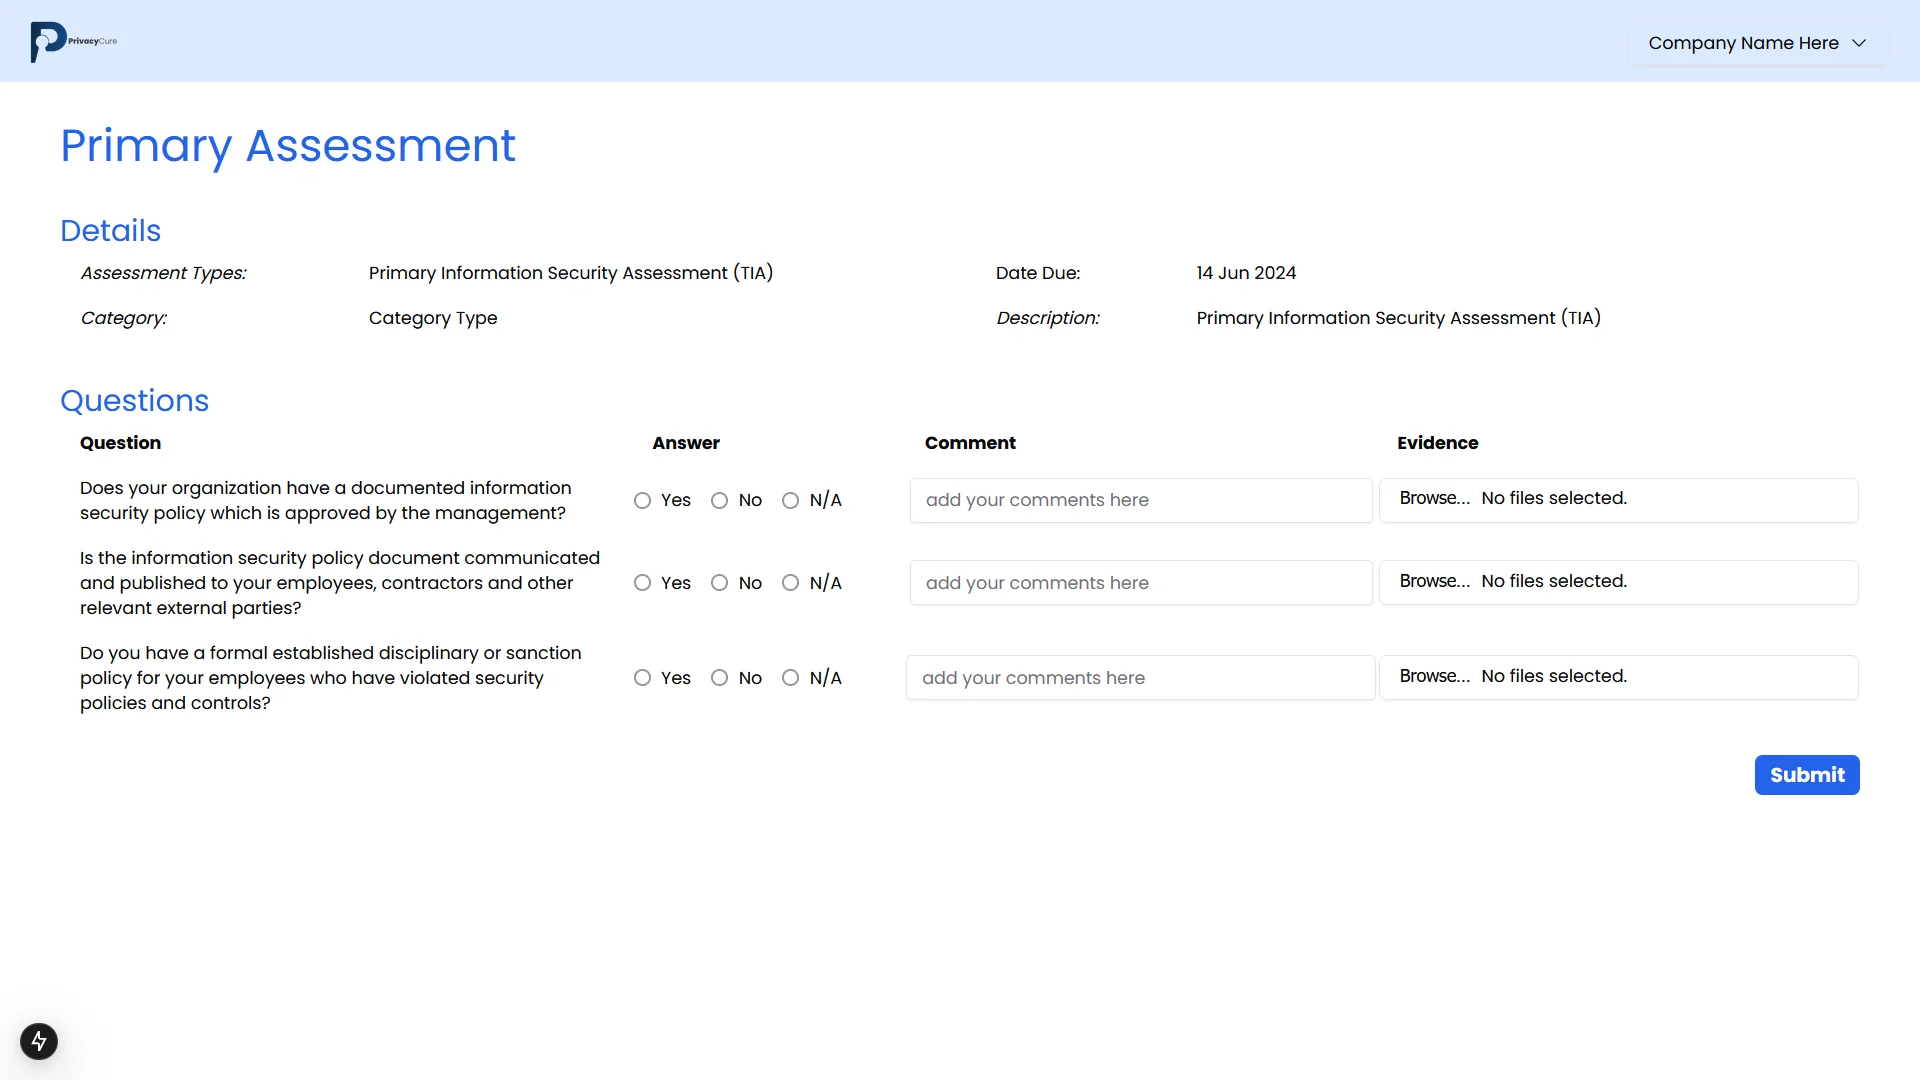 PrivacyCure
Company Name Here
Primary Assessment
Details
Assessment Types: Primary Information Security Assessment (TIA) Date Due: 14 Jun 2024
Category: Category Type Description: Primary Information Security Assessment (TIA)
Questions
Question Answer Comment Evidence
Does your organization have a documented information
security policy which is approved by the management?
Yes No N/A add your comments here Browse... No files selected.
Is the information security policy document communicated
and published to your employees, contractors and other
relevant external parties?
Yes No N/A add your comments here Browse... No files selected.
Do you have a formal established disciplinary or sanction
policy for your employees who have violated security
policies and controls?
Yes No N/A add your comments here Browse... No files selected.
Submit